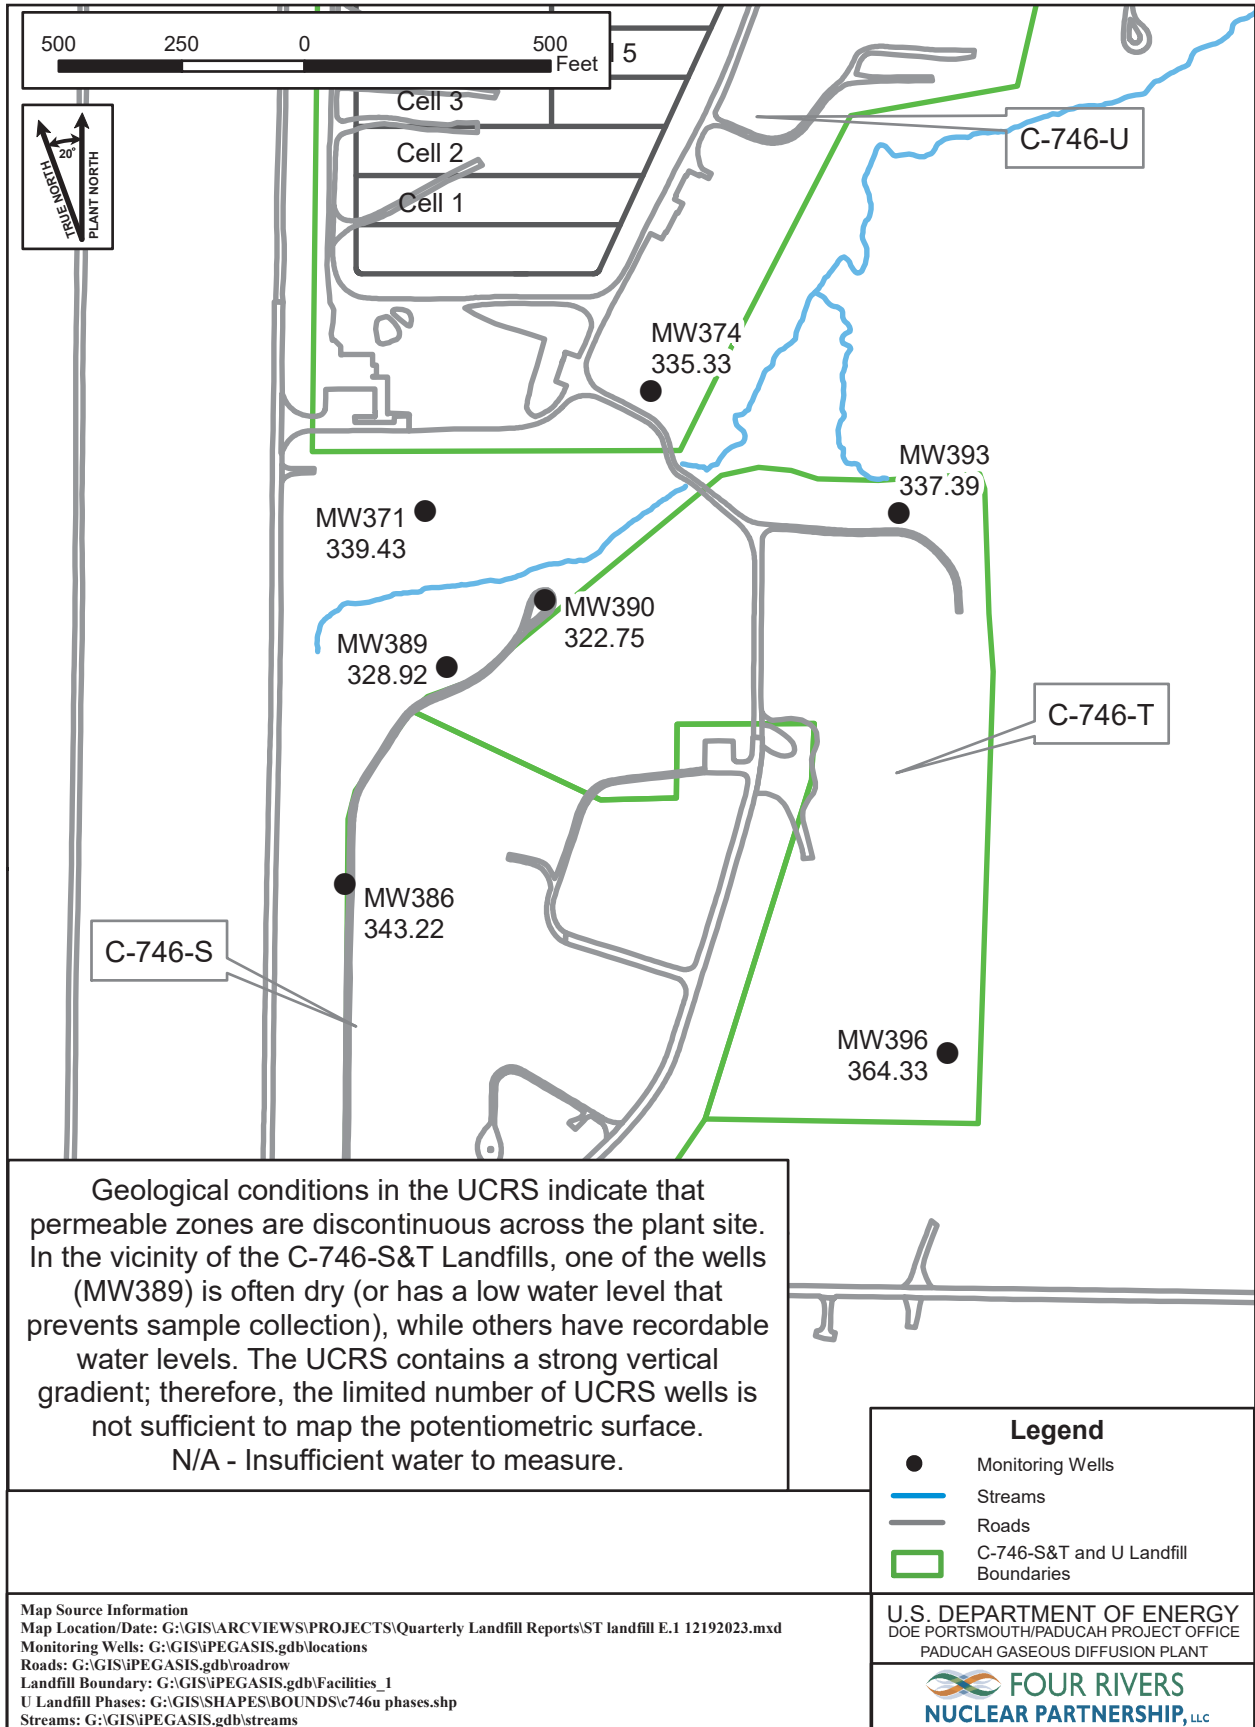 500 250 0 500
Feet
l 5
Cell 3
Cell 2
Cell 1
20°
TRUE NORTH
PLANT NORTH
C-746-U
MW374
335.33
MW393
337.39
MW371
339.43
MW390
322.75
MW389
328.92
C-746-T
MW386
343.22
C-746-S
MW396
364.33
Geological conditions in the UCRS indicate that
permeable zones are discontinuous across the plant site.
In the vicinity of the C-746-S&T Landfills, one of the wells
(MW389) is often dry (or has a low water level that
prevents sample collection), while others have recordable
water levels. The UCRS contains a strong vertical
gradient; therefore, the limited number of UCRS wells is
not sufficient to map the potentiometric surface.
N/A - Insufficient water to measure.
Legend
Monitoring Wells
Streams
Roads
C-746-S&T and U Landfill
Boundaries
Map Source Information
Map Location/Date: G:\GIS\ARCVIEWS\PROJECTS\Quarterly Landfill Reports\ST landfill E.1 12192023.mxd
Monitoring Wells: G:\GIS\iPEGASIS.gdb\locations
Roads: G:\GIS\iPEGASIS.gdb\roadrow
Landfill Boundary: G:\GIS\iPEGASIS.gdb\Facilities_1
U Landfill Phases: G:\GIS\SHAPES\BOUNDS\c746u phases.shp
Streams: G:\GIS\iPEGASIS.gdb\streams
U.S. DEPARTMENT OF ENERGY
DOE PORTSMOUTH/PADUCAH PROJECT OFFICE
PADUCAH GASEOUS DIFFUSION PLANT
FOUR RIVERS
NUCLEAR PARTNERSHIP, LLC